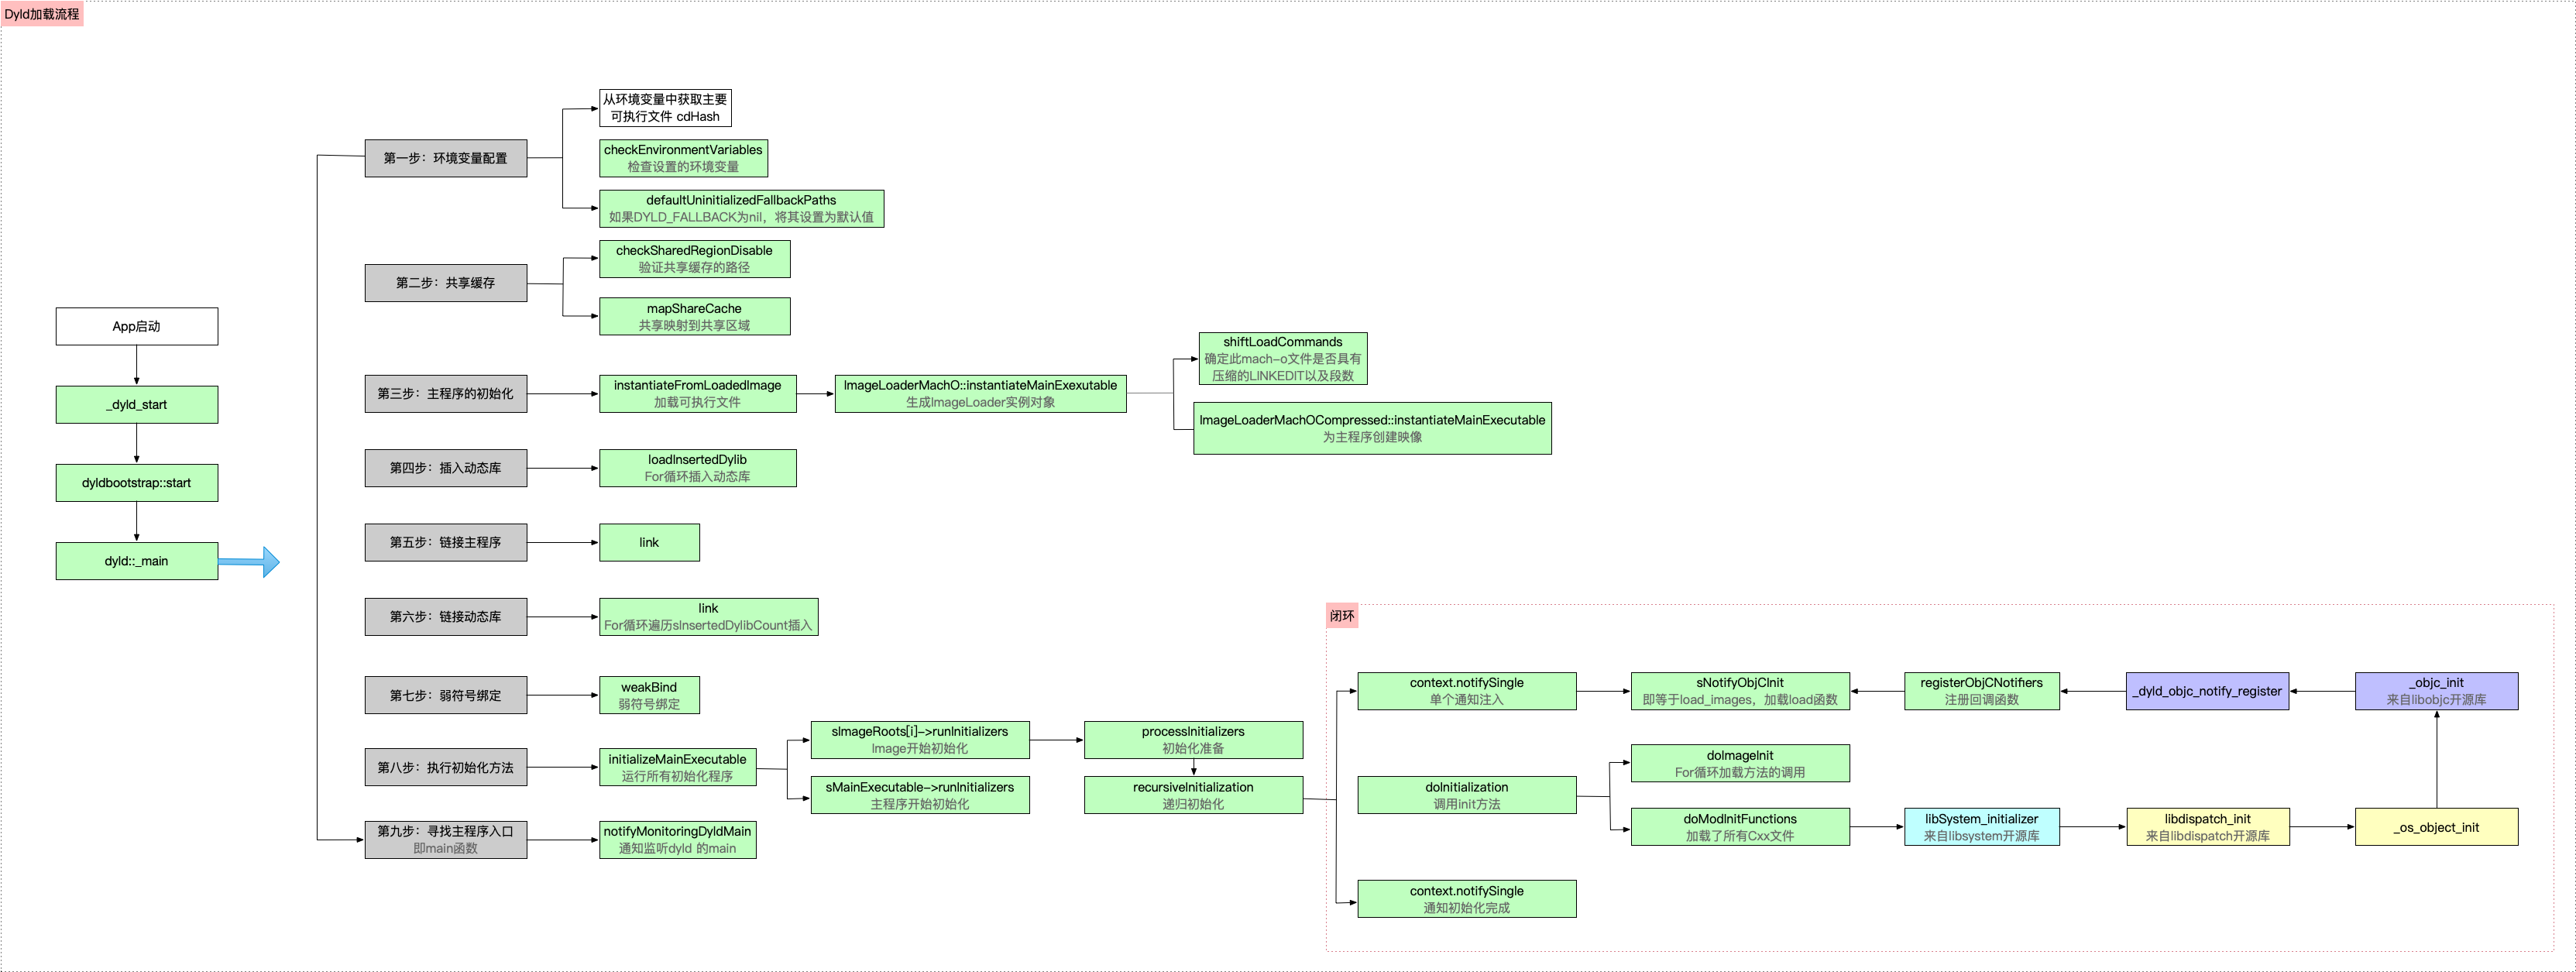 Dyld加载流程
App启动
_dyld_start
dyldbootstrap::start
dyld::_main
第一步：环境变量配置
从环境变量中获取主要
可执行文件 cdHash
checkEnvironmentVariables
检查设置的环境变量
defaultUninitializedFallbackPaths
如果DYLD_FALLBACK为nil，将其设置为默认值
第二步：共享缓存
checkSharedRegionDisable
验证共享缓存的路径
mapShareCache
共享映射到共享区域
第三步：主程序的初始化
instantiateFromLoadedImage
加载可执行文件
ImageLoaderMachO::instantiateMainExexutable
生成ImageLoader实例对象
shiftLoadCommands
确定此mach-o文件是否具有
压缩的LINKEDIT以及段数
ImageLoaderMachOCompressed::instantiateMainExecutable
为主程序创建映像
第四步：插入动态库
loadInsertedDylib
For循环插入动态库
第五步：链接主程序
link
第六步：链接动态库
link
For循环遍历sInsertedDylibCount插入
第七步：弱符号绑定
weakBind
弱符号绑定
第八步：执行初始化方法
initializeMainExecutable
运行所有初始化程序
sImageRoots[i]->runInitializers
Image开始初始化
sMainExecutable->runInitializers
主程序开始初始化
processInitializers
初始化准备
recursiveInitialization
递归初始化
第九步：寻找主程序入口
即main函数
notifyMonitoringDyldMain
通知监听dyld 的main
闭环
context.notifySingle
单个通知注入
sNotifyObjCInit
即等于load_images，加载load函数
registerObjCNotifiers
注册回调函数
_dyld_objc_notify_register
_objc_init
来自libobjc开源库
doInitialization
调用init方法
doImageInit
For循环加载方法的调用
doModInitFunctions
加载了所有Cxx文件
libSystem_initializer
来自libsystem开源库
libdispatch_init
来自libdispatch开源库
_os_object_init
context.notifySingle
通知初始化完成